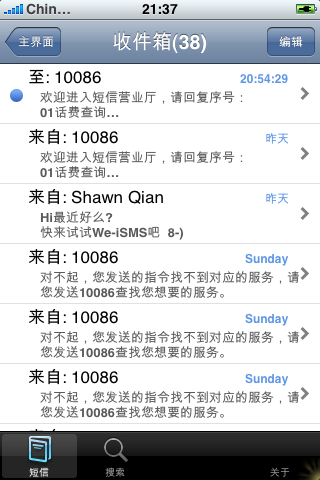 Chin... 21:37
主界面 收件箱(38) 编辑
至: 10086 20:54:29
欢迎进入短信营业厅，请回复序号：
01话费查询...
来自: 10086 昨天
欢迎进入短信营业厅，请回复序号：
01话费查询...
来自: Shawn Qian 昨天
Hi最近好么?
快来试试We-iSMS吧 8-)
来自: 10086 Sunday
对不起，您发送的指令找不到对应的服务，请
您发送10086查找您想要的服务。
来自: 10086 Sunday
对不起，您发送的指令找不到对应的服务，请
您发送10086查找您想要的服务。
来自: 10086 Sunday
对不起，您发送的指令找不到对应的服务，请
您发送10086查找您想要的服务。
短信 搜索 关于